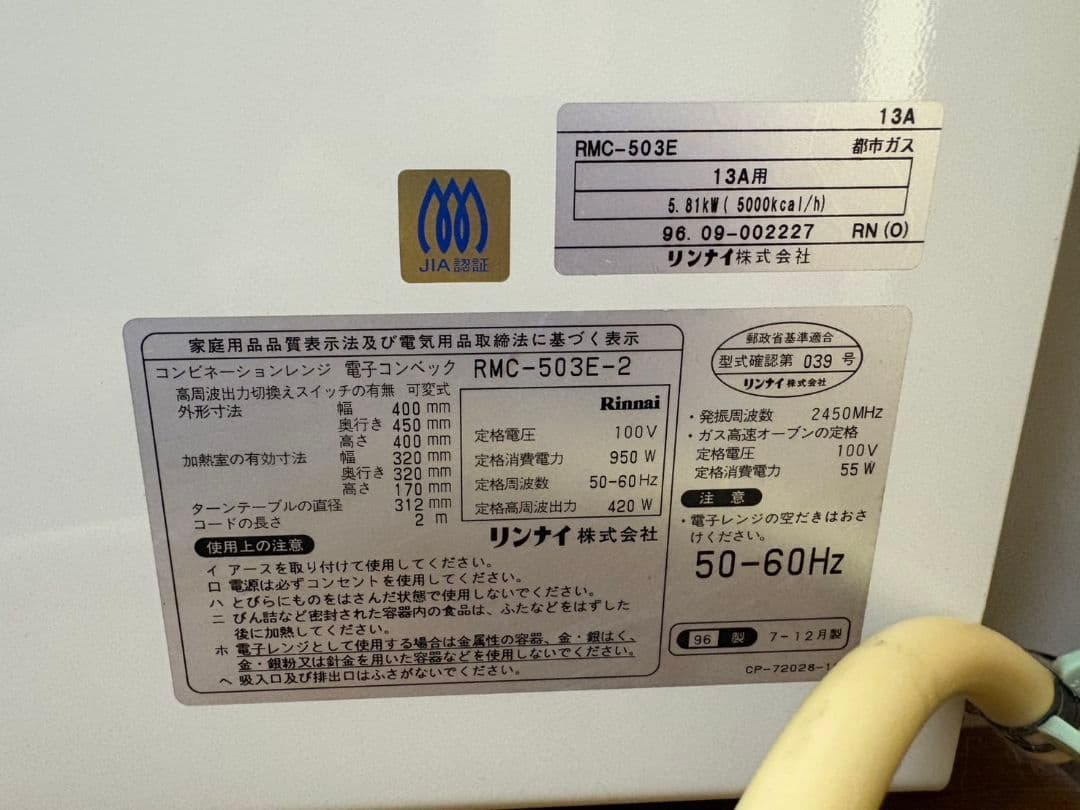 13A
RMC-503E 都市ガス
13A用
5.81kW(5000kcal/h)
96.09-002227 RN(O)
リンナイ株式会社
JIA認証
家庭用品品質表示法及び電気用品取締法に基づく表示
コンビネーションレンジ 電子コンベック RMC-503E-2
高周波出力切換えスイッチの有無 可変式
外形寸法 幅 400 mm
奥行き 450 mm
高さ 400 mm
加熱室の有効寸法 幅 320 mm
奥行き 320 mm
高さ 170 mm
ターンテーブルの直径 312 mm
コードの長さ 2 m
Rinnai
定格電圧 100V
定格消費電力 950 W
定格周波数 50-60Hz
定格高周波出力 420 W
リンナイ株式会社
使用上の注意
イ アースを取り付けて使用してください。
ロ 電源は必ずコンセントを使用してください。
ハ とびらにものをはさんだ状態で使用しないでください。
ニ びん詰など密封された容器内の食品は、ふたなどをはずした
後に加熱してください。
ホ 電子レンジとして使用する場合は金属性の容器、金・銀はく、
金・銀粉又は針金を用いた容器などを使用しないでください。
ヘ 吸入口及び排出口はふさがないでください。
郵政省基準適合
型式確認第 039 号
リンナイ株式会社
・発振周波数 2450MHz
・ガス高速オーブンの定格
定格電圧 100V
定格消費電力 55W
注意
・電子レンジの空だきはおさ
けください。
50-60Hz
96 製 7-12月製
CP-72028-1